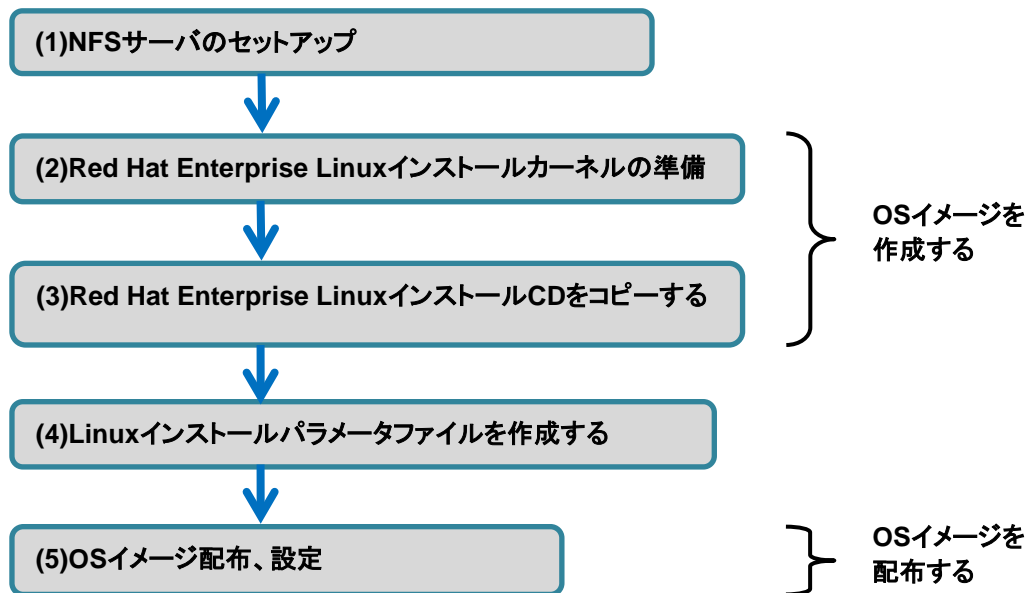 (1)NFSサーバのセットアップ
(2)Red Hat Enterprise Linuxインストールカーネルの準備
(3)Red Hat Enterprise LinuxインストールCDをコピーする
OSイメージを
作成する
(4)Linuxインストールパラメータファイルを作成する
(5)OSイメージ配布、設定
OSイメージを
配布する